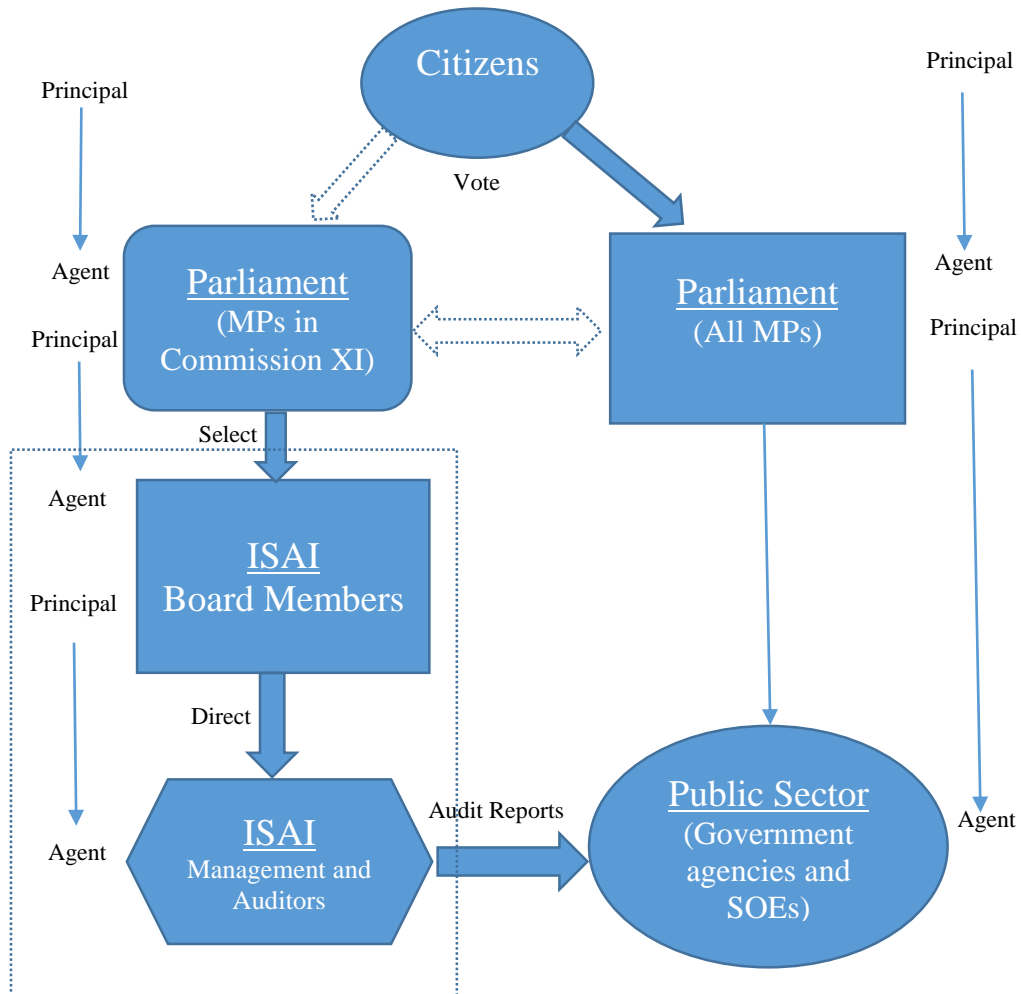 Citizens
Principal
Principal
Vote
Agent
Agent
Parliament
(MPs in
Commission XI)
Parliament
(All MPs)
Principal
Principal
Select
Agent
ISAI
Board Members
Principal
Direct
Audit Reports
Agent
ISAI
Management and
Auditors
Public Sector
(Government
agencies and
SOEs)
Agent